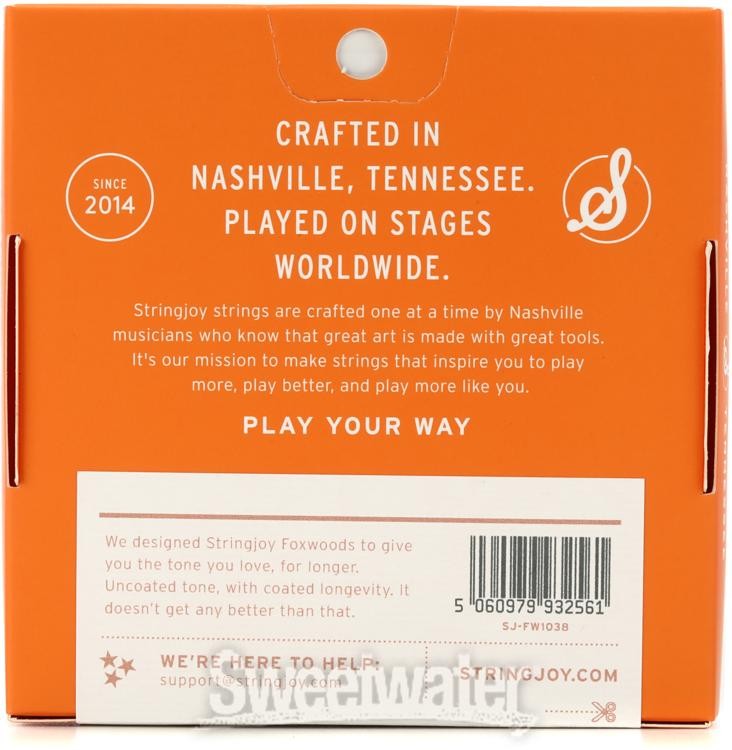 CRAFTED IN
NASHVILLE, TENNESSEE.
PLAYED ON STAGES
WORLDWIDE.
SINCE
2014
S
Stringjoy strings are crafted one at a time by Nashville
musicians who know that great art is made with great tools.
It's our mission to make strings that inspire you to play
more, play better, and play more like you.
PLAY YOUR WAY
We designed Stringjoy Foxwoods to give
you the tone you love, for longer.
Uncoated tone, with coated longevity. It
doesn't get any better than that.
5 060979 932561
SJ-FW1038
WE'RE HERE TO HELP:
support@stringjoy.com
STRINGJOY.COM
Sweetwater